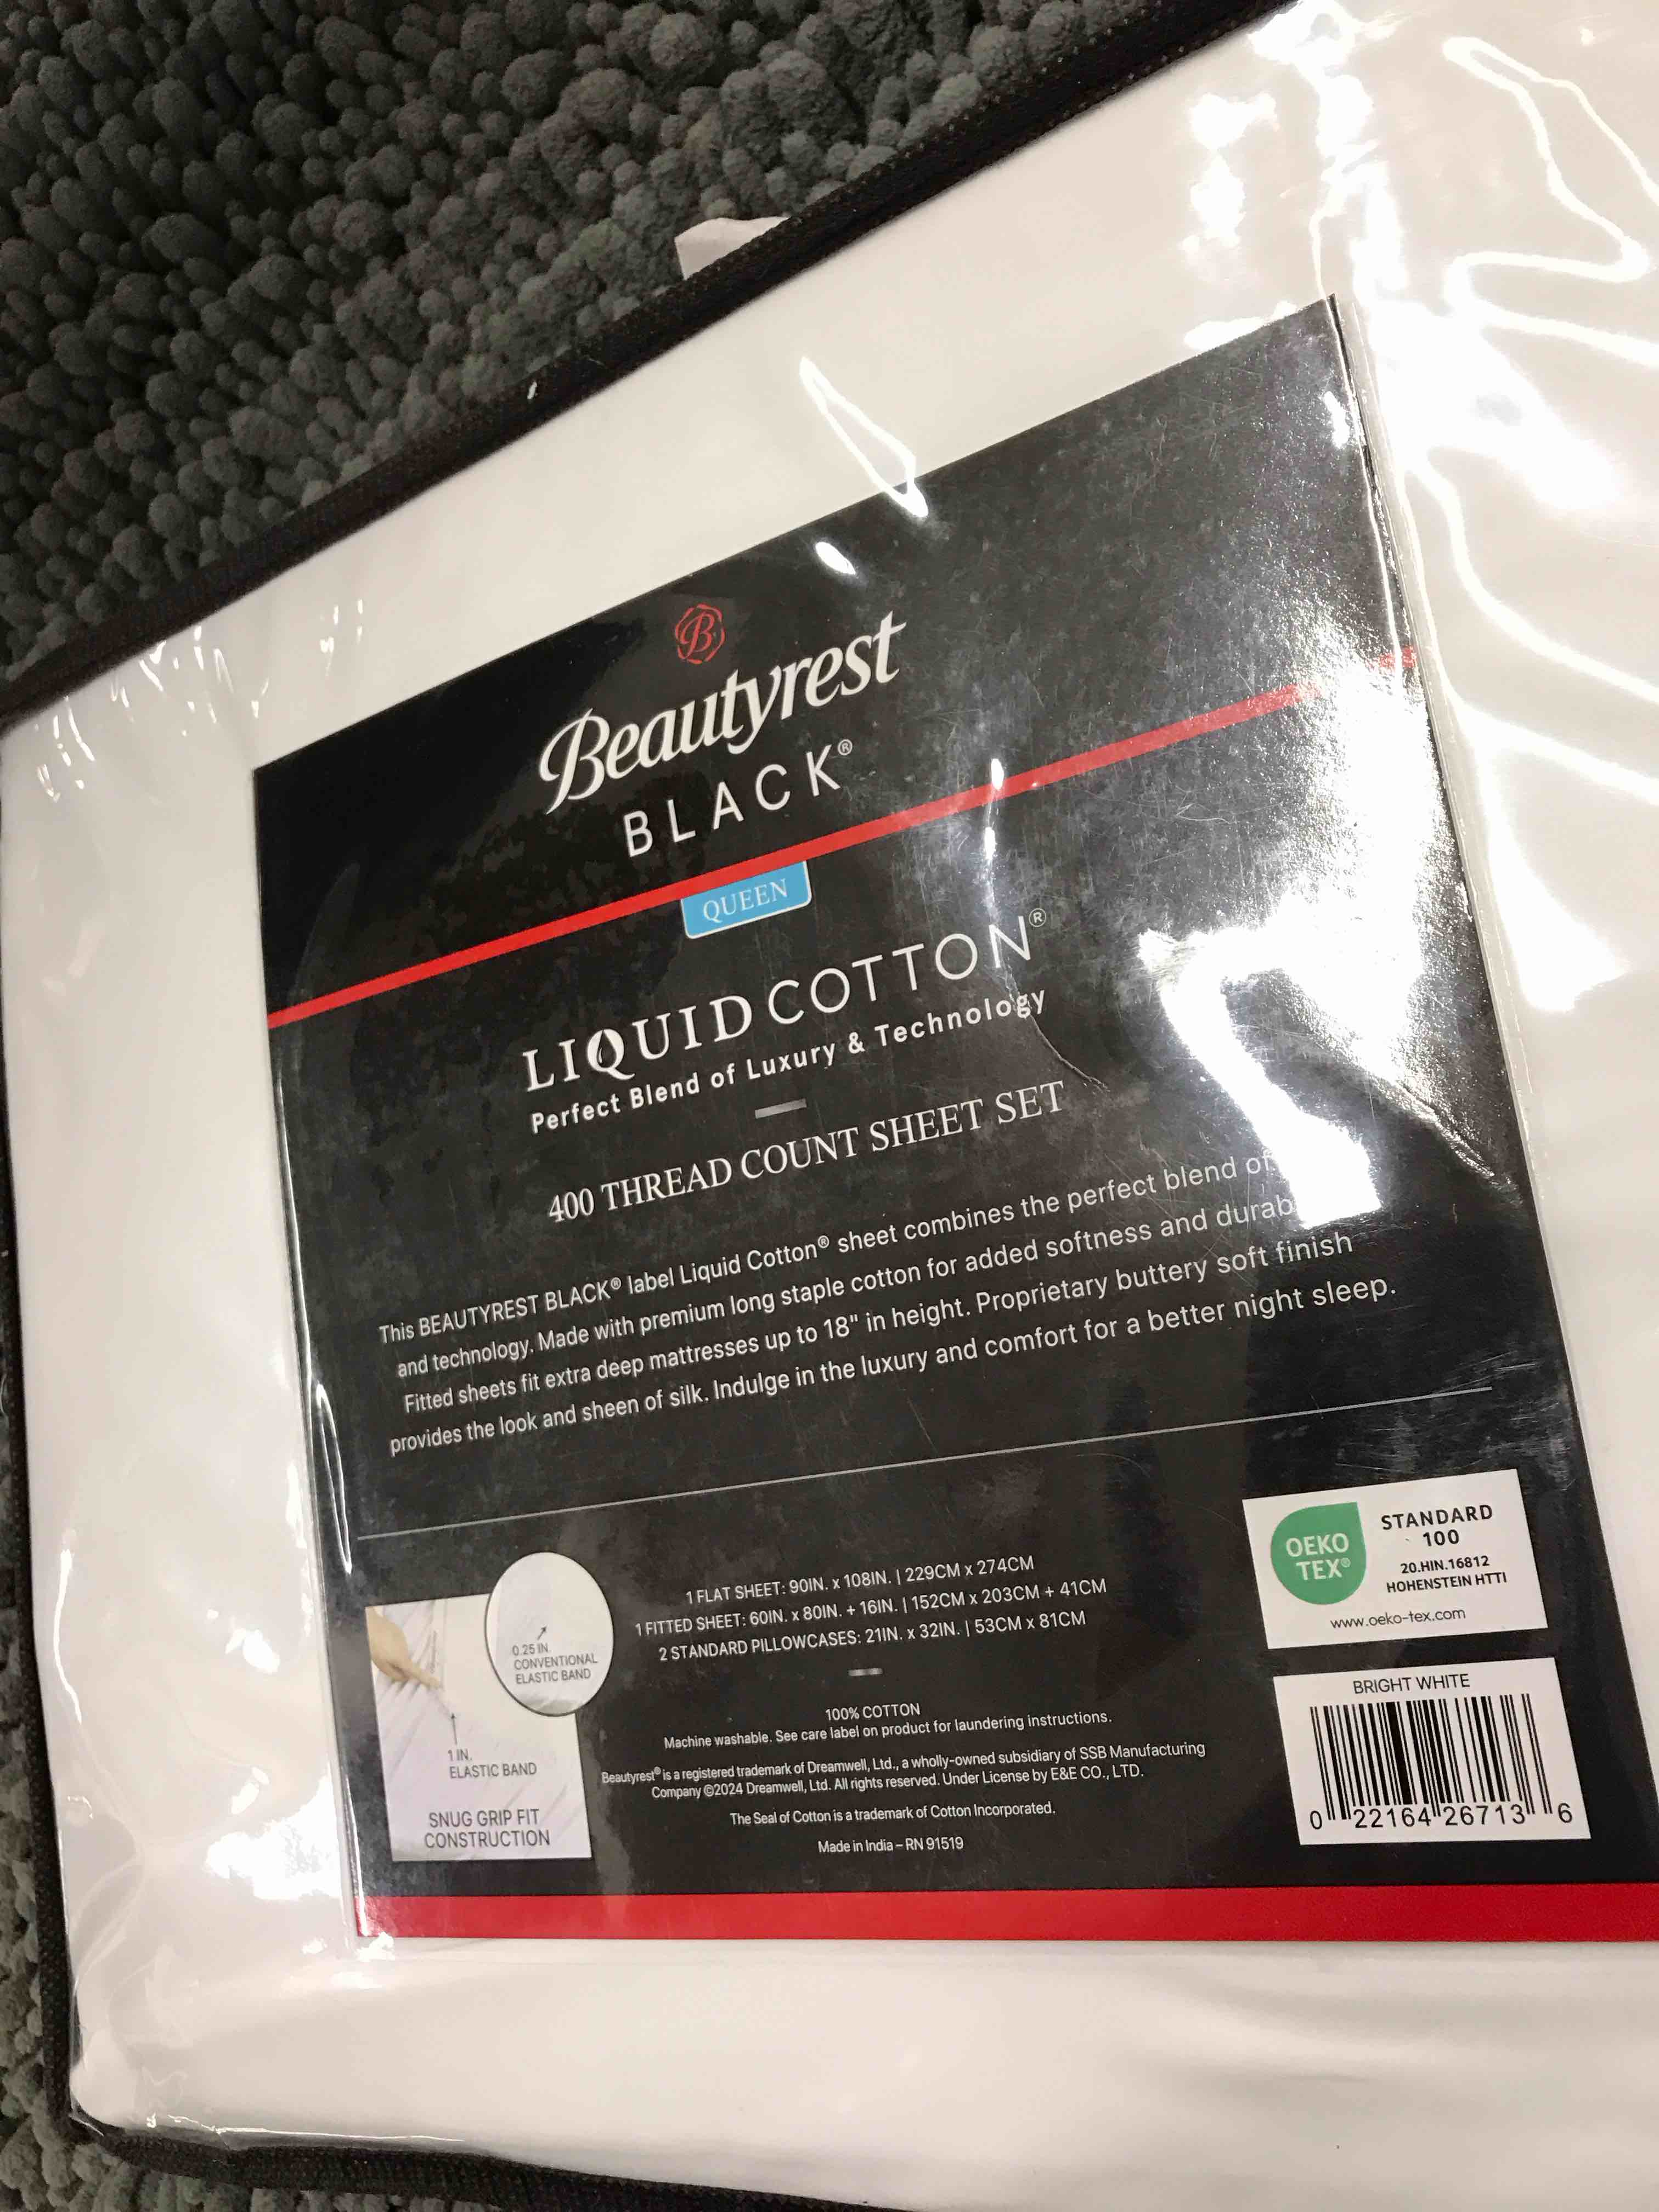 B
Beautyrest
BLACK®
QUEEN
LIQUIDCOTTON®
Perfect Blend of Luxury & Technology
400 THREAD COUNT SHEET SET
This BEAUTYREST BLACK® label Liquid Cotton® sheet combines the perfect blend of
and technology. Made with premium long staple cotton for added softness and durab
Fitted sheets fit extra deep mattresses up to 18" in height. Proprietary buttery soft finish
provides the look and sheen of silk. Indulge in the luxury and comfort for a better night sleep.
0.25 IN.
CONVENTIONAL
ELASTIC BAND
1 IN.
ELASTIC BAND
SNUG GRIP FIT
CONSTRUCTION
1 FLAT SHEET: 90IN. x 108IN. | 229CM x 274CM
1 FITTED SHEET: 60IN. x 80IN. + 16IN. | 152CM x 203CM + 41CM
2 STANDARD PILLOWCASES: 21IN. x 32IN. | 53CM x 81CM
100% COTTON
Machine washable. See care label on product for laundering instructions.
Beautyrest® is a registered trademark of Dreamwell, Ltd., a wholly-owned subsidiary of SSB Manufacturing
Company ©2024 Dreamwell, Ltd. All rights reserved. Under License by E&E CO., LTD.
The Seal of Cotton is a trademark of Cotton Incorporated.
Made in India – RN 91519
OEKO
TEX®
STANDARD
100
20.HIN.16812
HOHENSTEIN HTTI
www.oeko-tex.com
BRIGHT WHITE
0 22164 26713 6